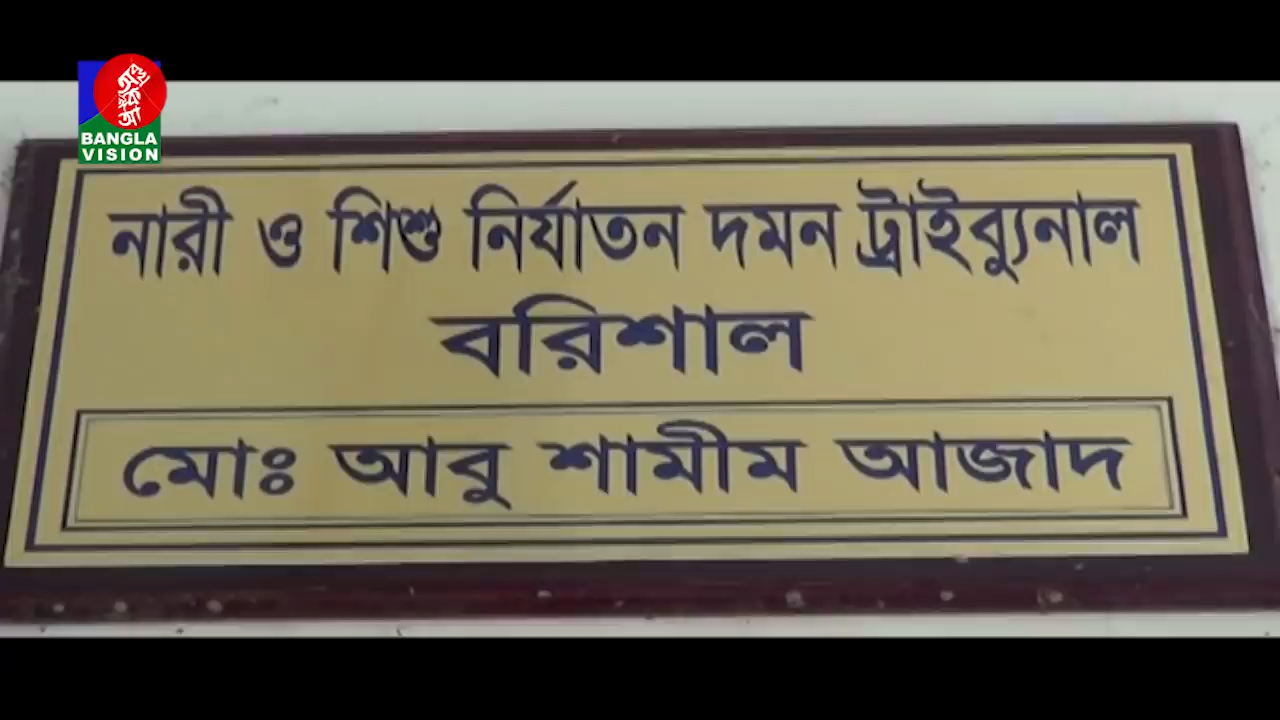 BANGLA
VISION
নারী ও শিশু নির্যাতন দমন ট্রাইব্যুনাল
বরিশাল
মোঃ আবু শামীম আজাদ